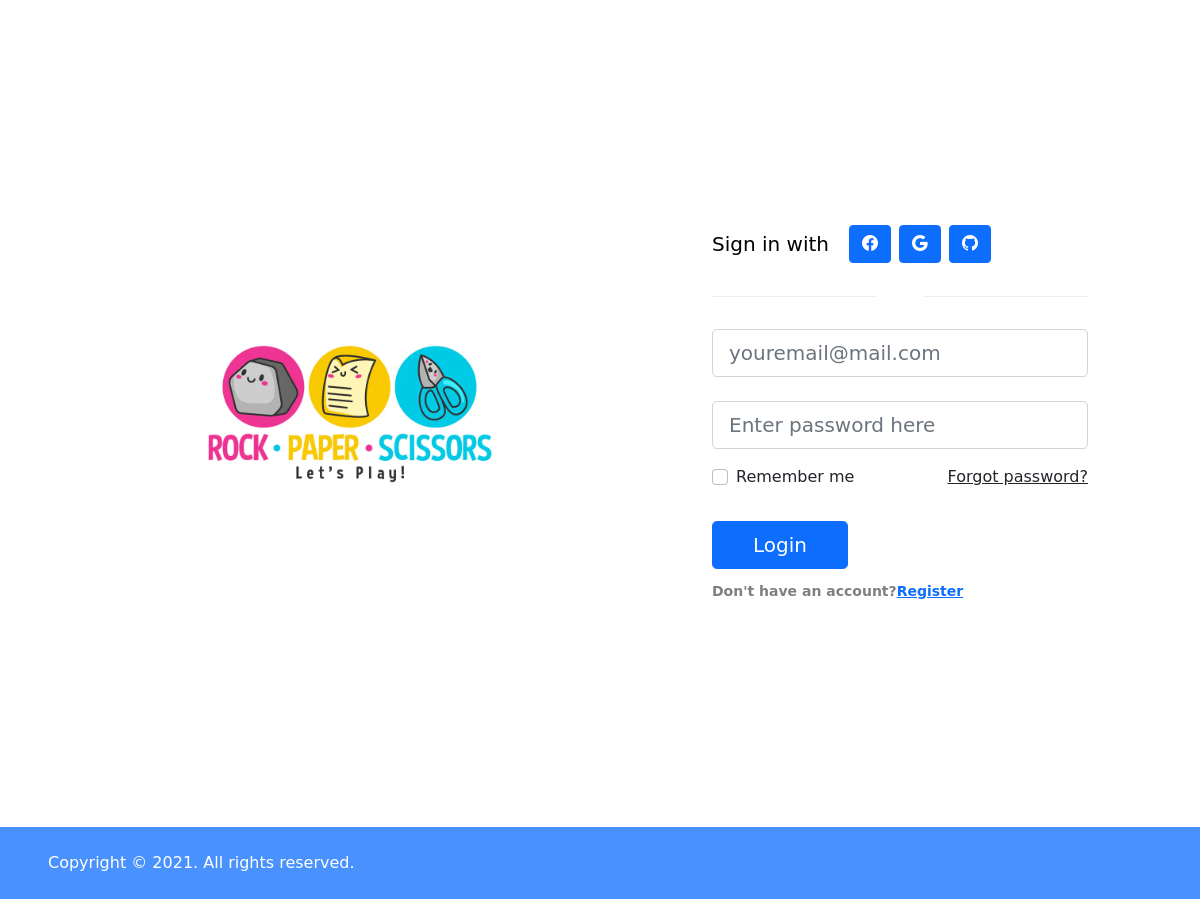 Sign in with
youremail@mail.com
Enter password here
Remember me
Forgot password?
Login
Don't have an account?Register
ROCK • PAPER • SCISSORS
Let's Play!
Copyright © 2021. All rights reserved.